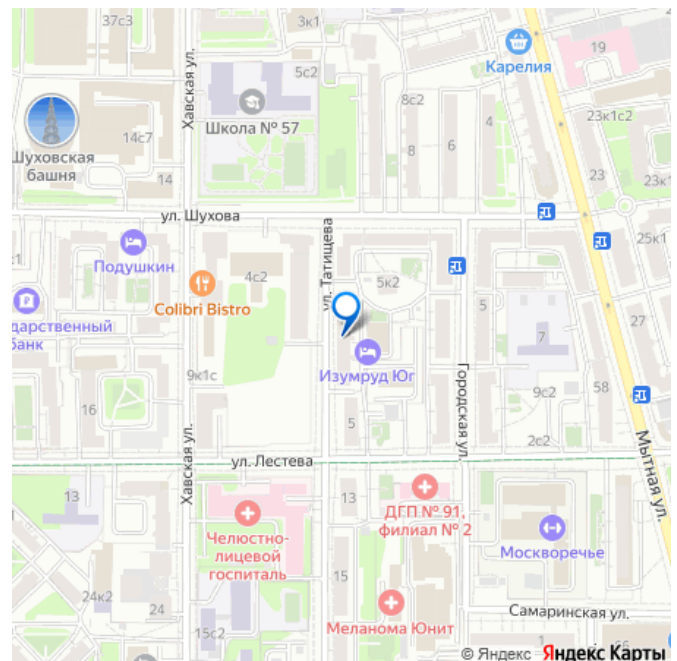 37с3
3к1
19
Карелия
Хавская ул.
5с2
Школа № 57
8с2
4
23к1с2
14с7
Шуховская
башня
14
8
6
23
23к1
ул. Шухова
25к1
Подушкин
ул. Татищева
4с2
5к2
Colibri Bistro
5
7
27
дарственный
банк
Изумруд Юг
9к1с
16
Городская ул.
9с2
58
5
2с2
Хавская ул.
ул. Лестева
Мытная ул.
13
13
ДГП № 91,
филиал № 2
Челюстно-
лицевой
госпиталь
Москворечье
15
24к2
24
15с2
Меланома Юнит
Самаринская ул.
1
66
© Яндекс Яндекс Карты